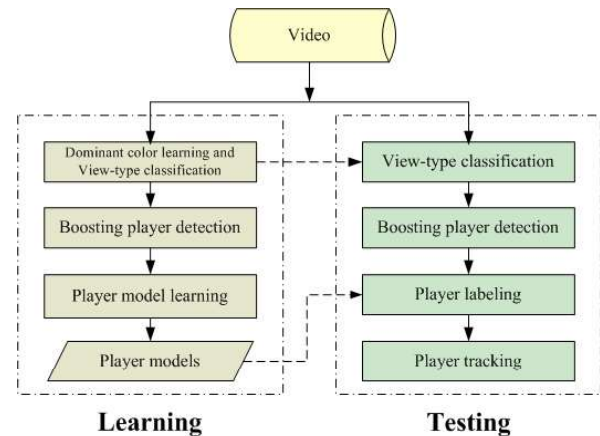 Video
Dominant color learning and
View-type classification
Boosting player detection
Player model learning
Player models
Learning
View-type classification
Boosting player detection
Player labeling
Player tracking
Testing